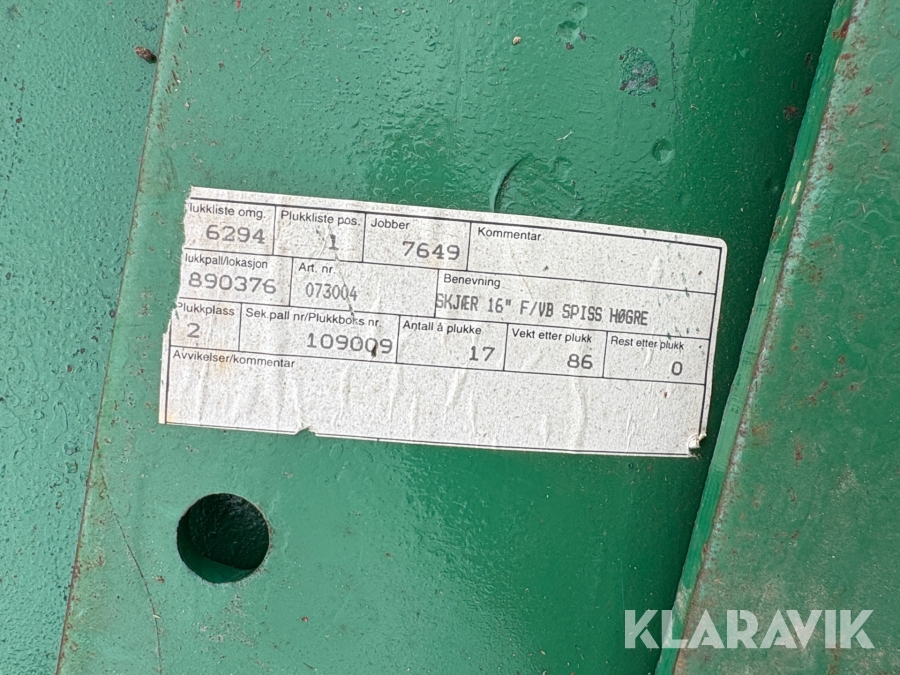 lukkliste omg. Plukkliste pos. Jobber Kommentar
6294 1 7649
lukkpall/lokasjon Art. nr. Benevning
890376 073004 SKJÆR 16" F/VB SPISS HØGRE
Plukkplass Sek.pall nr/Plukkboks nr. Antall å plukke Vekt etter plukk Rest etter plukk
2 109009 17 86 0
Avvikelser/kommentar
KLARAVIK